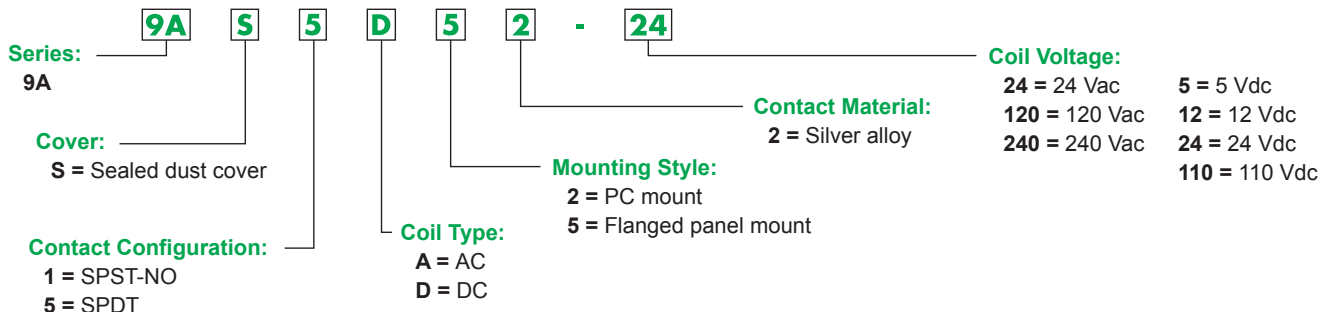 9A S 5 D 5 2 - 24
Series:
9A
Cover:
S = Sealed dust cover
Contact Configuration:
1 = SPST-NO
5 = SPDT
Coil Type:
A = AC
D = DC
Mounting Style:
2 = PC mount
5 = Flanged panel mount
Contact Material:
2 = Silver alloy
Coil Voltage:
24 = 24 Vac 5 = 5 Vdc
120 = 120 Vac 12 = 12 Vdc
240 = 240 Vac 24 = 24 Vdc
110 = 110 Vdc